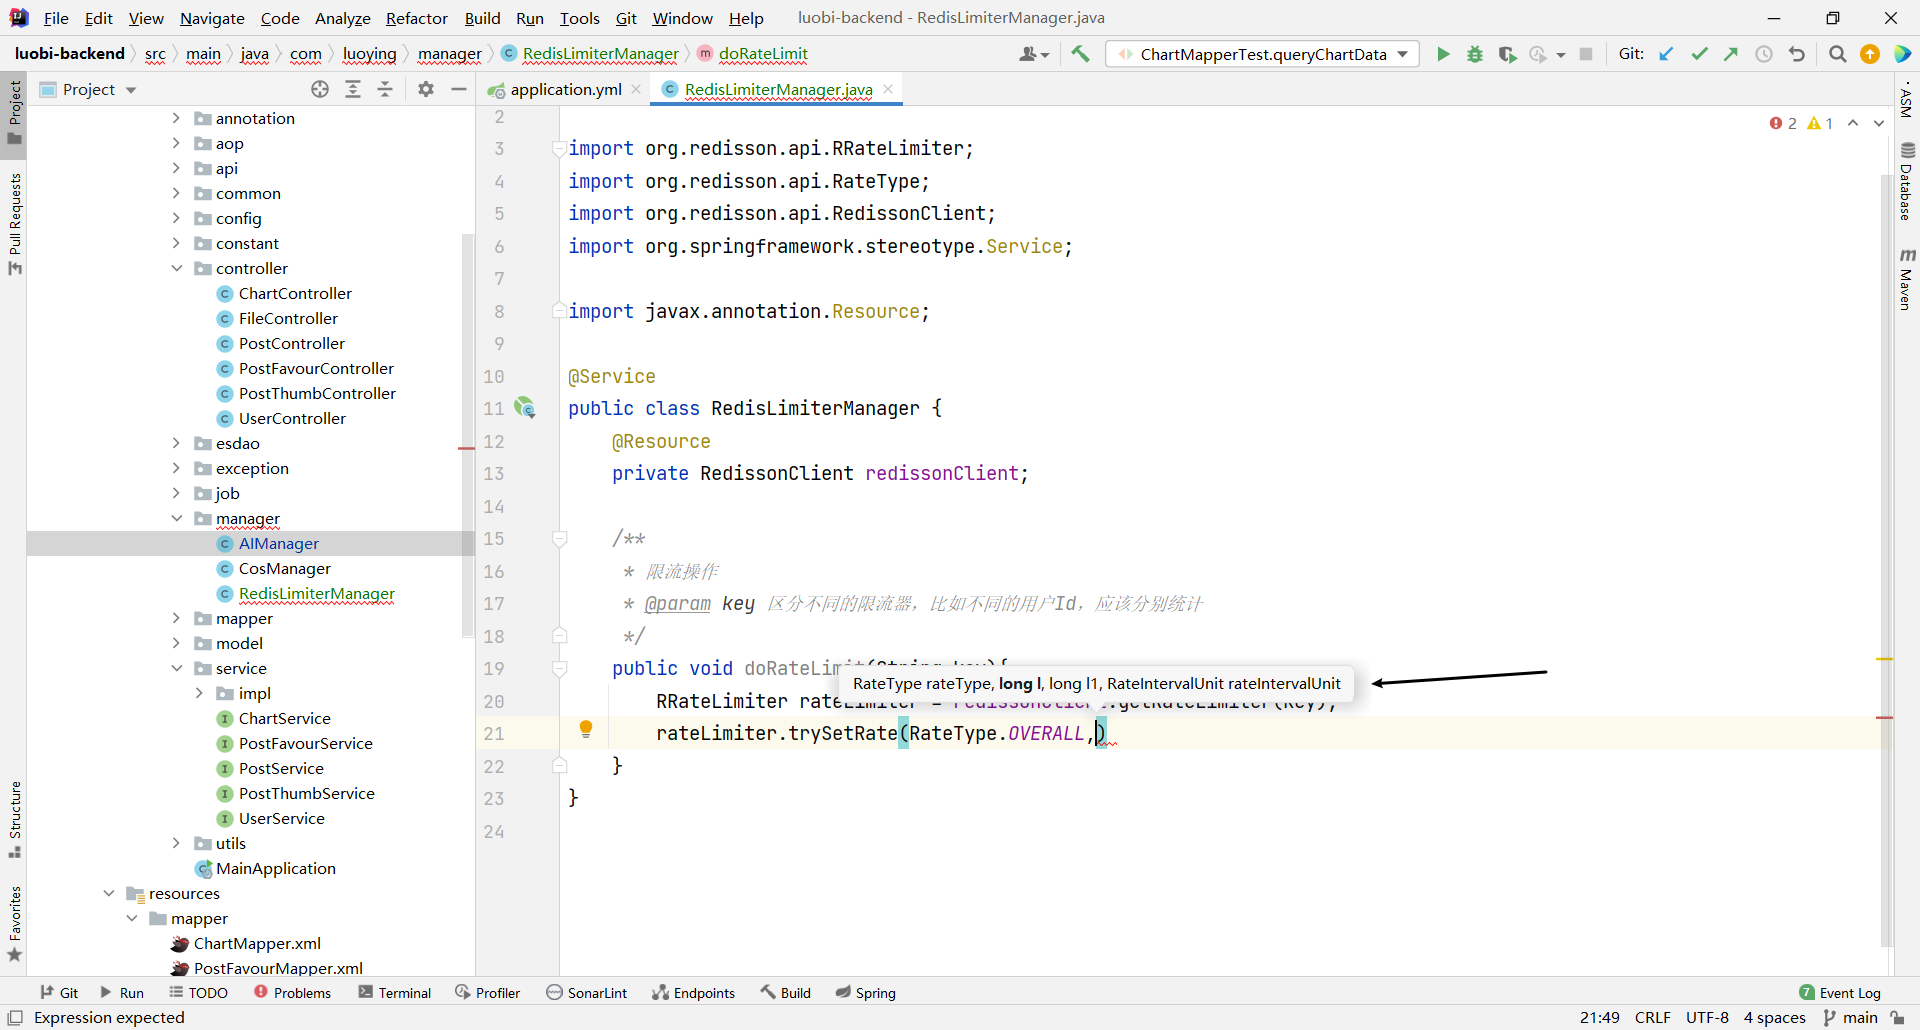 File Edit View Navigate Code Analyze Refactor Build Run Tools Git Window Help luobi-backend - RedisLimiterManager.java
luobi-backend src main java com luoying manager RedisLimiterManager doRateLimit ChartMapperTest.queryChartData Git:
Project
application.yml
RedisLimiterManager.java
Project
Pull Requests
Structure
Favorites
annotation
aop
api
common
config
constant
controller
ChartController
FileController
PostController
PostFavourController
PostThumbController
UserController
esdao
exception
job
manager
AIManager
CosManager
RedisLimiterManager
mapper
model
service
impl
ChartService
PostFavourService
PostService
PostThumbService
UserService
utils
MainApplication
resources
mapper
ChartMapper.xml
PostFavourMapper.xml
2 1
2
3 import org.redisson.api.RRateLimiter;
4 import org.redisson.api.RateType;
5 import org.redisson.api.RedissonClient;
6 import org.springframework.stereotype.Service;
7
8 import javax.annotation.Resource;
9
10 @Service
11 public class RedisLimiterManager {
12 @Resource
13 private RedissonClient redissonClient;
14
15 /**
16 * 限流操作
17 * @param key 区分不同的限流器，比如不同的用户Id，应该分别统计
18 */
19 public void doRateLimit(String key){
RateType rateType, long l, long l1, RateIntervalUnit rateIntervalUnit
20 RRateLimiter rateLimiter = redissonClient.getRateLimiter(key);
21 rateLimiter.trySetRate(RateType.OVERALL,)
22 }
23 }
24
ASM
Database
Maven
Git Run TODO Problems Terminal Profiler SonarLint Endpoints Build Spring 7 Event Log
Expression expected 21:49 CRLF UTF-8 4 spaces main